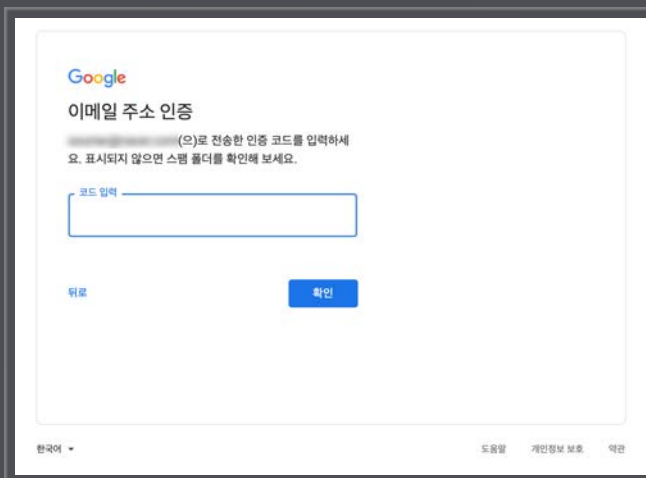 Google
이메일 주소 인증
(으)로 전송한 인증 코드를 입력하세
요. 표시되지 않으면 스팸 폴더를 확인해 보세요.
코드 입력
뒤로 확인
한국어 도움말 개인정보 보호 약관